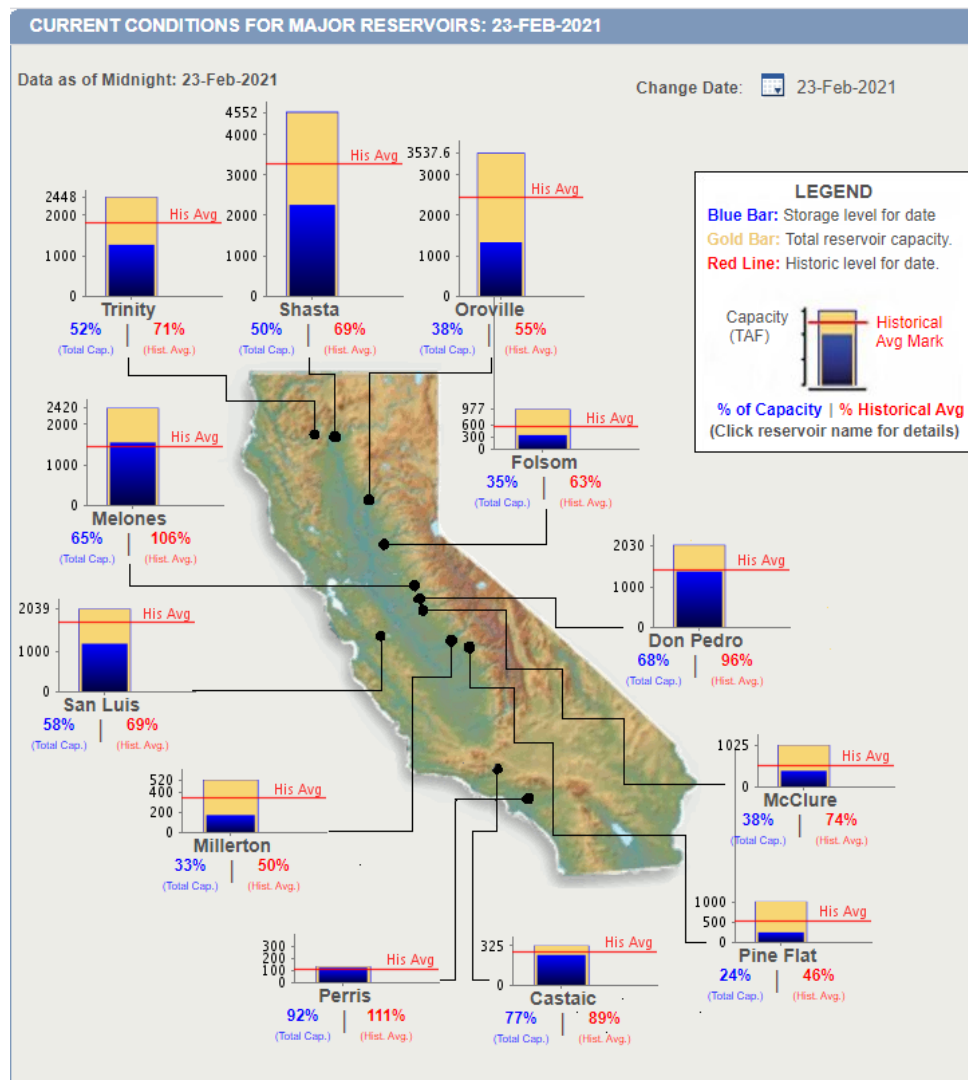 CURRENT CONDITIONS FOR MAJOR RESERVOIRS: 23-FEB-2021
Data as of Midnight: 23-Feb-2021
Change Date: 23-Feb-2021
4552
4000
3000
2000
1000
0
His Avg
Shasta
50% | 69%
(Total Cap.) (Hist. Avg.)
3537.6
3000
2000
1000
0
His Avg
Oroville
38% | 55%
(Total Cap.) (Hist. Avg.)
2448
2000
1000
0
His Avg
Trinity
52% | 71%
(Total Cap.) (Hist. Avg.)
LEGEND
Blue Bar: Storage level for date
Gold Bar: Total reservoir capacity.
Red Line: Historic level for date.
Capacity
(TAF)
Historical
Avg Mark
% of Capacity | % Historical Avg
(Click reservoir name for details)
2420
2000
1000
0
His Avg
Melones
65% | 106%
(Total Cap.) (Hist. Avg.)
977
600
300
0
His Avg
Folsom
35% | 63%
(Total Cap.) (Hist. Avg.)
2030
1000
0
His Avg
Don Pedro
68% | 96%
(Total Cap.) (Hist. Avg.)
2039
1000
0
His Avg
San Luis
58% | 69%
(Total Cap.) (Hist. Avg.)
1025
0
His Avg
McClure
38% | 74%
(Total Cap.) (Hist. Avg.)
520
400
200
0
His Avg
Millerton
33% | 50%
(Total Cap.) (Hist. Avg.)
1000
500
0
His Avg
Pine Flat
24% | 46%
(Total Cap.) (Hist. Avg.)
300
200
100
0
His Avg
Perris
92% | 111%
(Total Cap.) (Hist. Avg.)
325
0
His Avg
Castaic
77% | 89%
(Total Cap.) (Hist. Avg.)